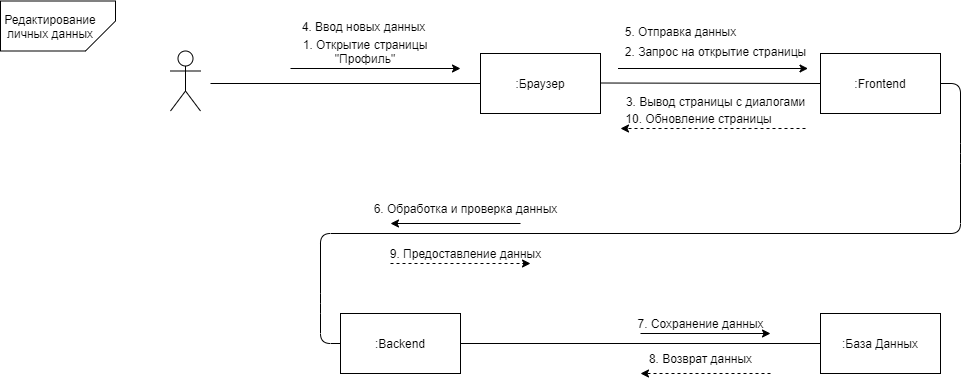 Редактирование
личных данных
4. Ввод новых данных
1. Открытие страницы
"Профиль"
5. Отправка данных
2. Запрос на открытие страницы
:Браузер
:Frontend
3. Вывод страницы с диалогами
10. Обновление страницы
6. Обработка и проверка данных
9. Предоставление данных
:Backend
7. Сохранение данных
8. Возврат данных
:База Данных